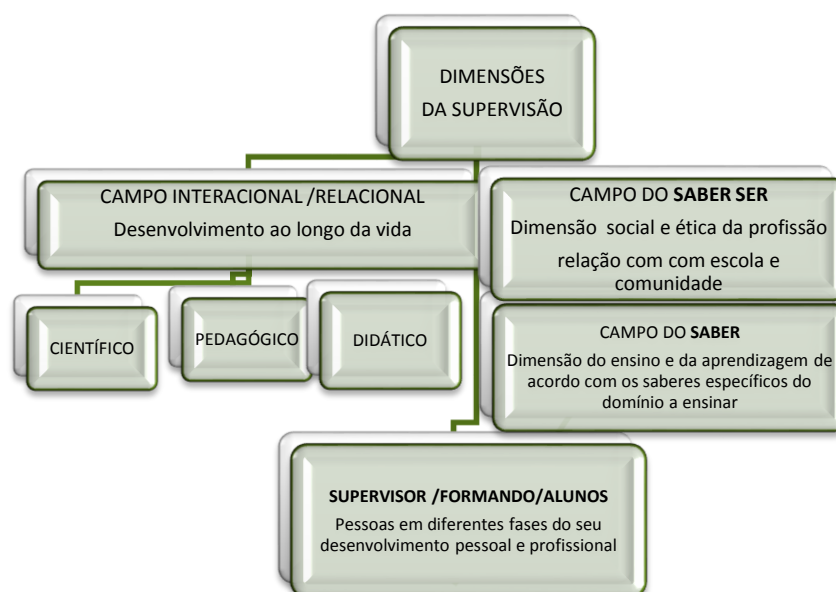 DIMENSÕES
DA SUPERVISÃO
CAMPO INTERACIONAL /RELACIONAL
Desenvolvimento ao longo da vida
CAMPO DO SABER SER
Dimensão social e ética da profissão
relação com com escola e
comunidade
CIENTÍFICO
PEDAGÓGICO
DIDÁTICO
CAMPO DO SABER
Dimensão do ensino e da aprendizagem de
acordo com os saberes específicos do
domínio a ensinar
SUPERVISOR /FORMANDO/ALUNOS
Pessoas em diferentes fases do seu
desenvolvimento pessoal e profissional